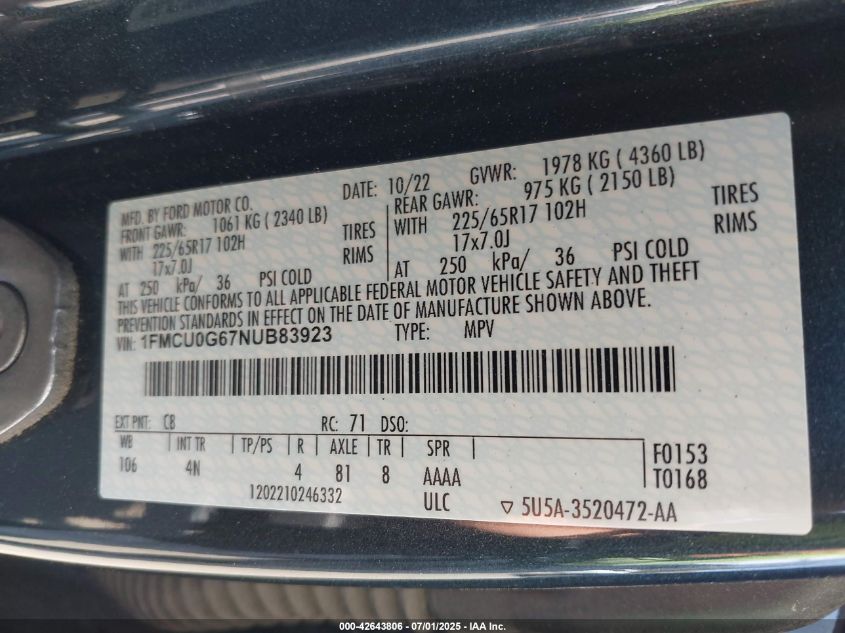 MFD. BY FORD MOTOR CO.
DATE: 10/22 GVWR: 1978 KG ( 4360 LB)
FRONT GAWR: 1061 KG ( 2340 LB)
REAR GAWR: 975 KG ( 2150 LB)
WITH 225/65R17 102H TIRES
WITH 225/65R17 102H TIRES
17x7.0J RIMS
17x7.0J RIMS
AT 250 kPa/ 36 PSI COLD
AT 250 kPa/ 36 PSI COLD
THIS VEHICLE CONFORMS TO ALL APPLICABLE FEDERAL MOTOR VEHICLE SAFETY AND THEFT
PREVENTION STANDARDS IN EFFECT ON THE DATE OF MANUFACTURE SHOWN ABOVE.
VIN: 1FMCU0G67NUB83923 TYPE: MPV
EXT PNT: C8 RC: 71 DSO:
WB INT TR TP/PS R AXLE TR SPR
106 4N 4 81 8 AAAA
F0153
T0168
1202210246332 ULC ▽ 5U5A-3520472-AA
000-42643806 - 07/01/2025 - IAA Inc.